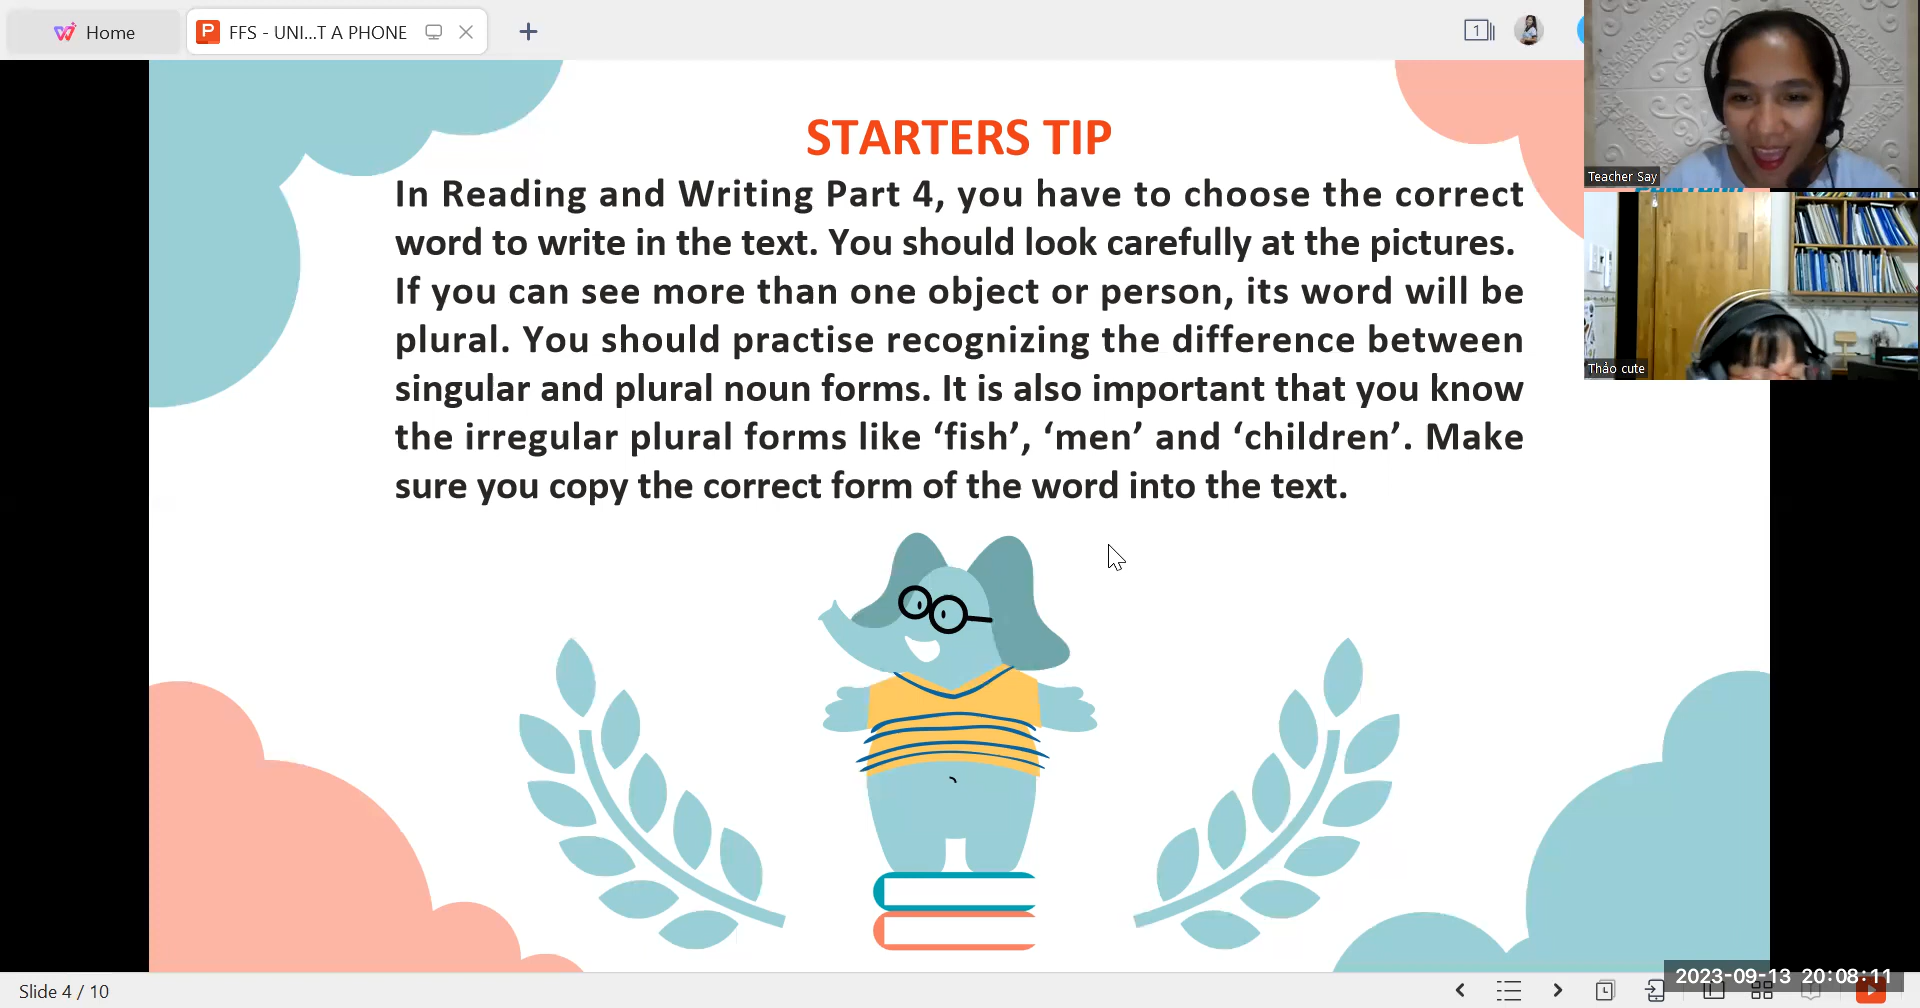 Home
P FFS - UNI...T A PHONE
1
STARTERS TIP
In Reading and Writing Part 4, you have to choose the correct
word to write in the text. You should look carefully at the pictures.
If you can see more than one object or person, its word will be
plural. You should practise recognizing the difference between
singular and plural noun forms. It is also important that you know
the irregular plural forms like ‘fish’, ‘men’ and ‘children’. Make
sure you copy the correct form of the word into the text.
Teacher Say
Thảo cute
Slide 4 / 10
2023-09-13 20:08:11